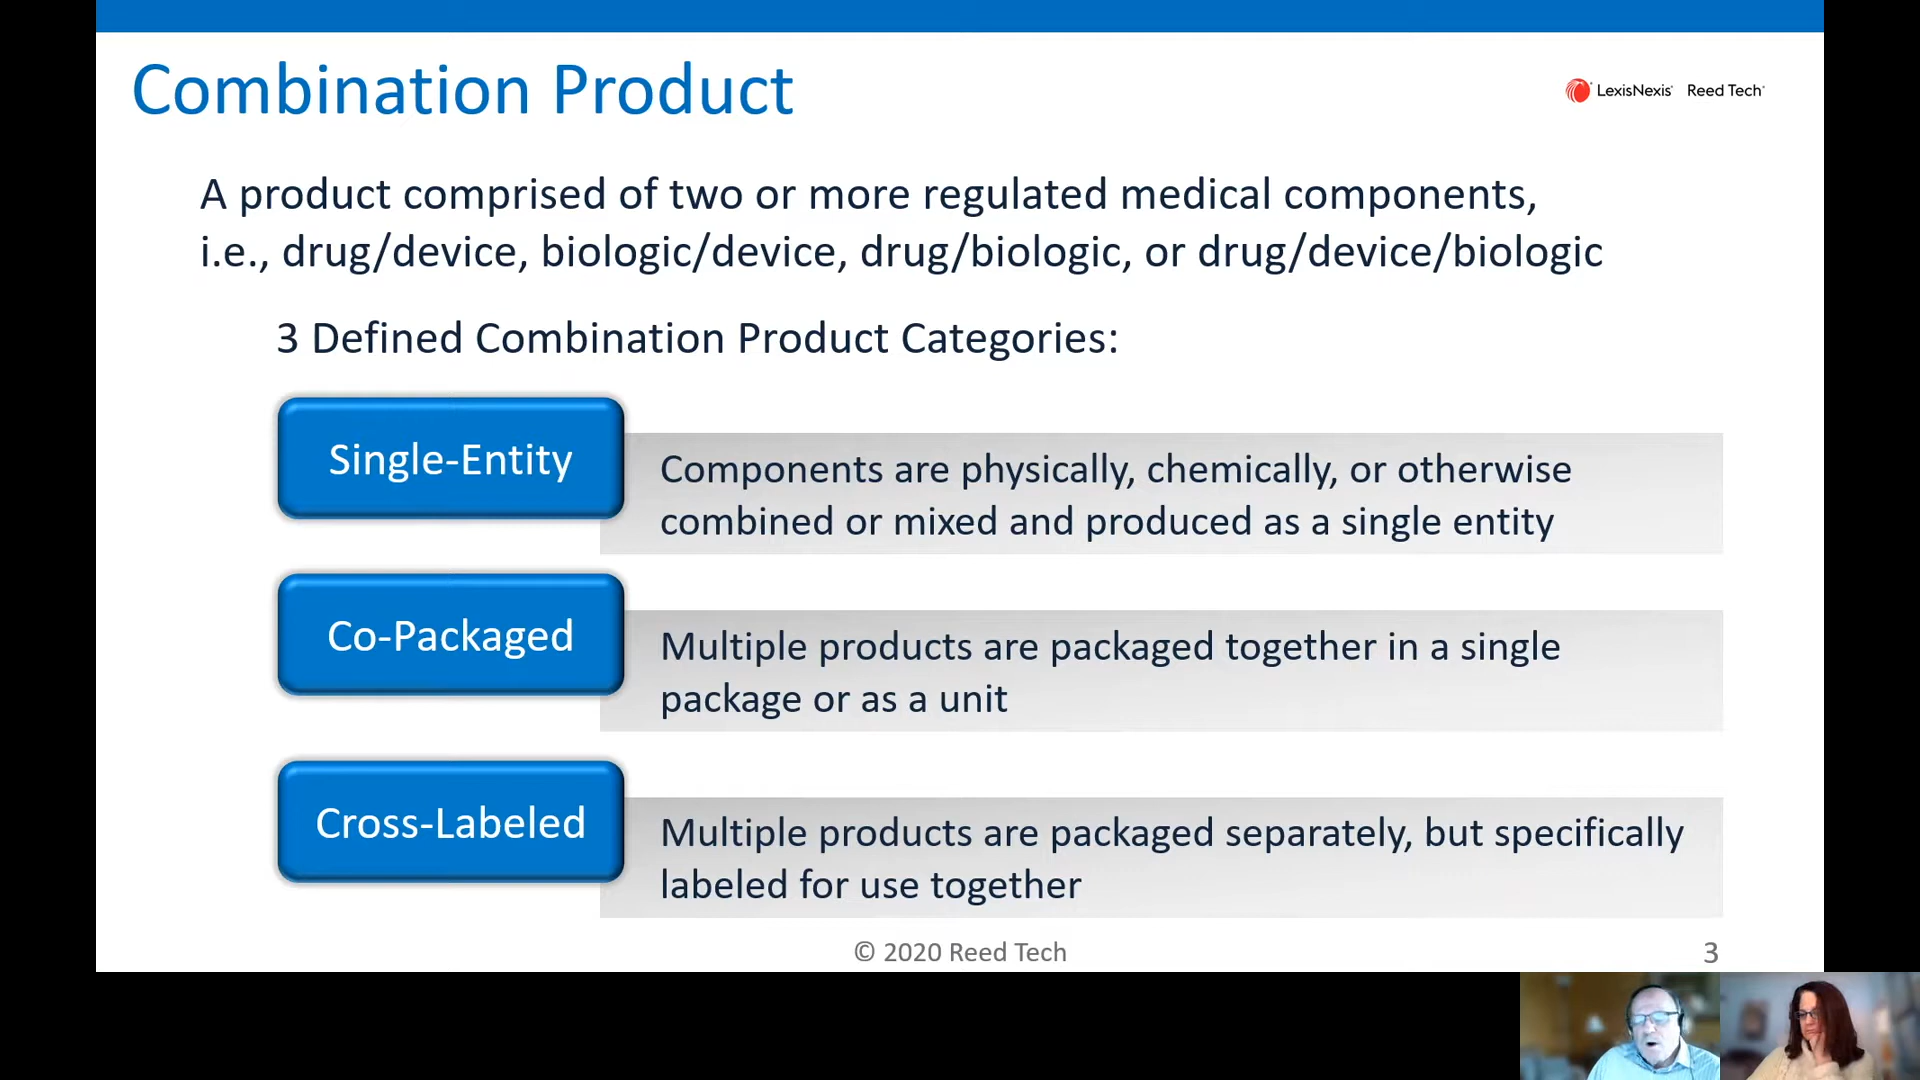 Combination Product
LexisNexis® Reed Tech®
A product comprised of two or more regulated medical components,
i.e., drug/device, biologic/device, drug/biologic, or drug/device/biologic
3 Defined Combination Product Categories:
Single-Entity
Components are physically, chemically, or otherwise
combined or mixed and produced as a single entity
Co-Packaged
Multiple products are packaged together in a single
package or as a unit
Cross-Labeled
Multiple products are packaged separately, but specifically
labeled for use together
© 2020 Reed Tech
3